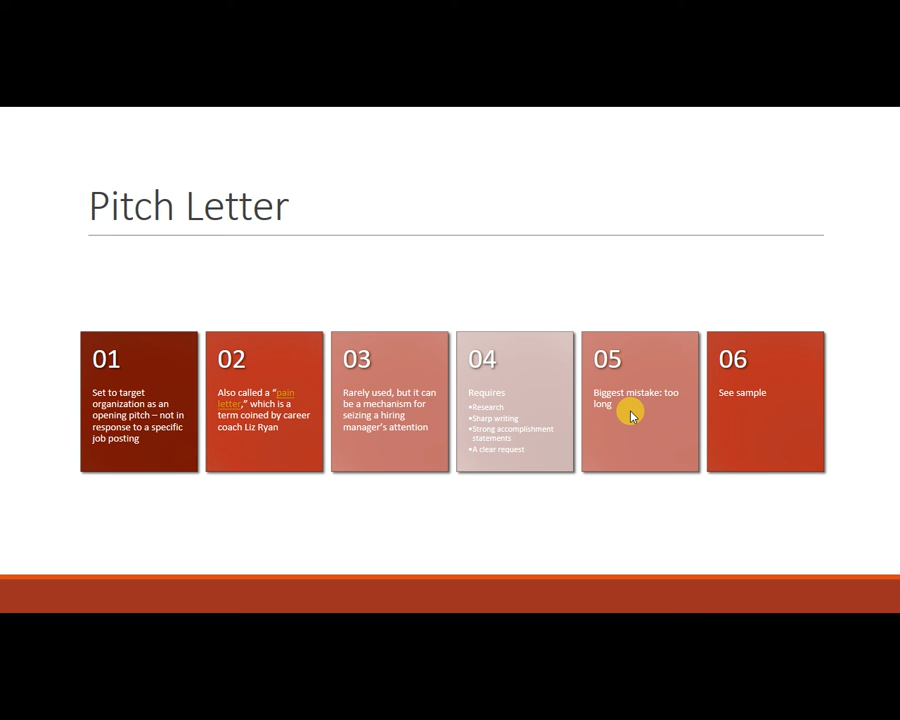 Pitch Letter
01
Set to target
organization as an
opening pitch – not in
response to a specific
job posting
02
Also called a “pain
letter,” which is a
term coined by career
coach Liz Ryan
03
Rarely used, but it can
be a mechanism for
seizing a hiring
manager’s attention
04
Requires
•Research
•Sharp writing
•Strong accomplishment
statements
•A clear request
05
Biggest mistake: too
long
06
See sample